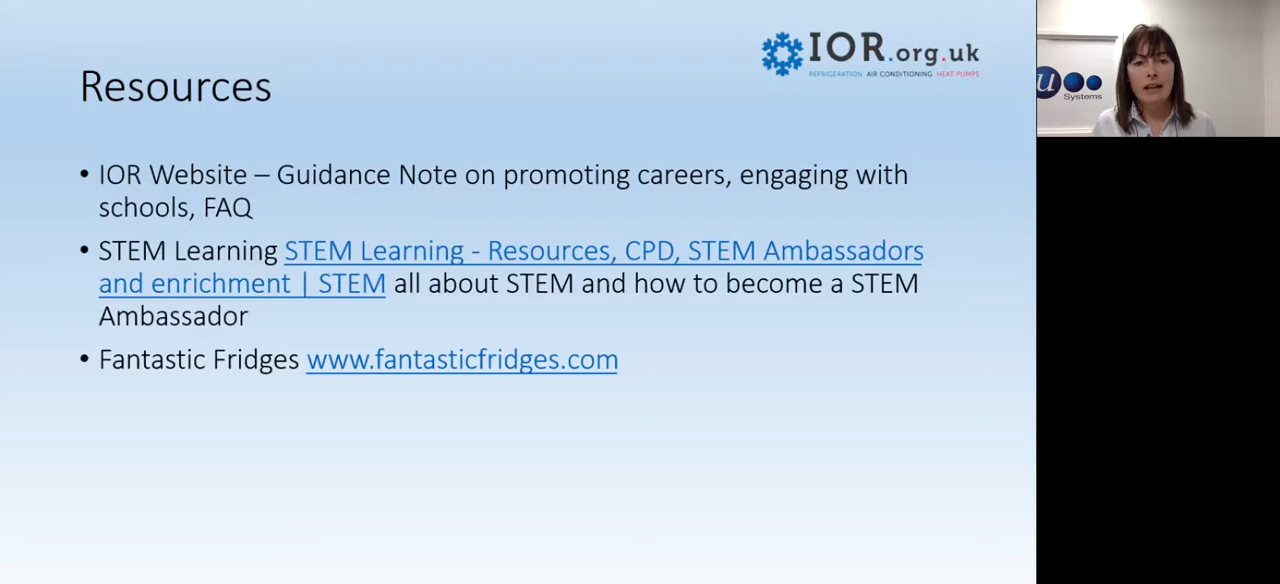 IOR.org.uk
REFRIGERATION AIR CONDITIONING HEAT PUMPS
Resources
• IOR Website – Guidance Note on promoting careers, engaging with
schools, FAQ
• STEM Learning STEM Learning - Resources, CPD, STEM Ambassadors
and enrichment | STEM all about STEM and how to become a STEM
Ambassador
• Fantastic Fridges www.fantasticfridges.com
u
Systems